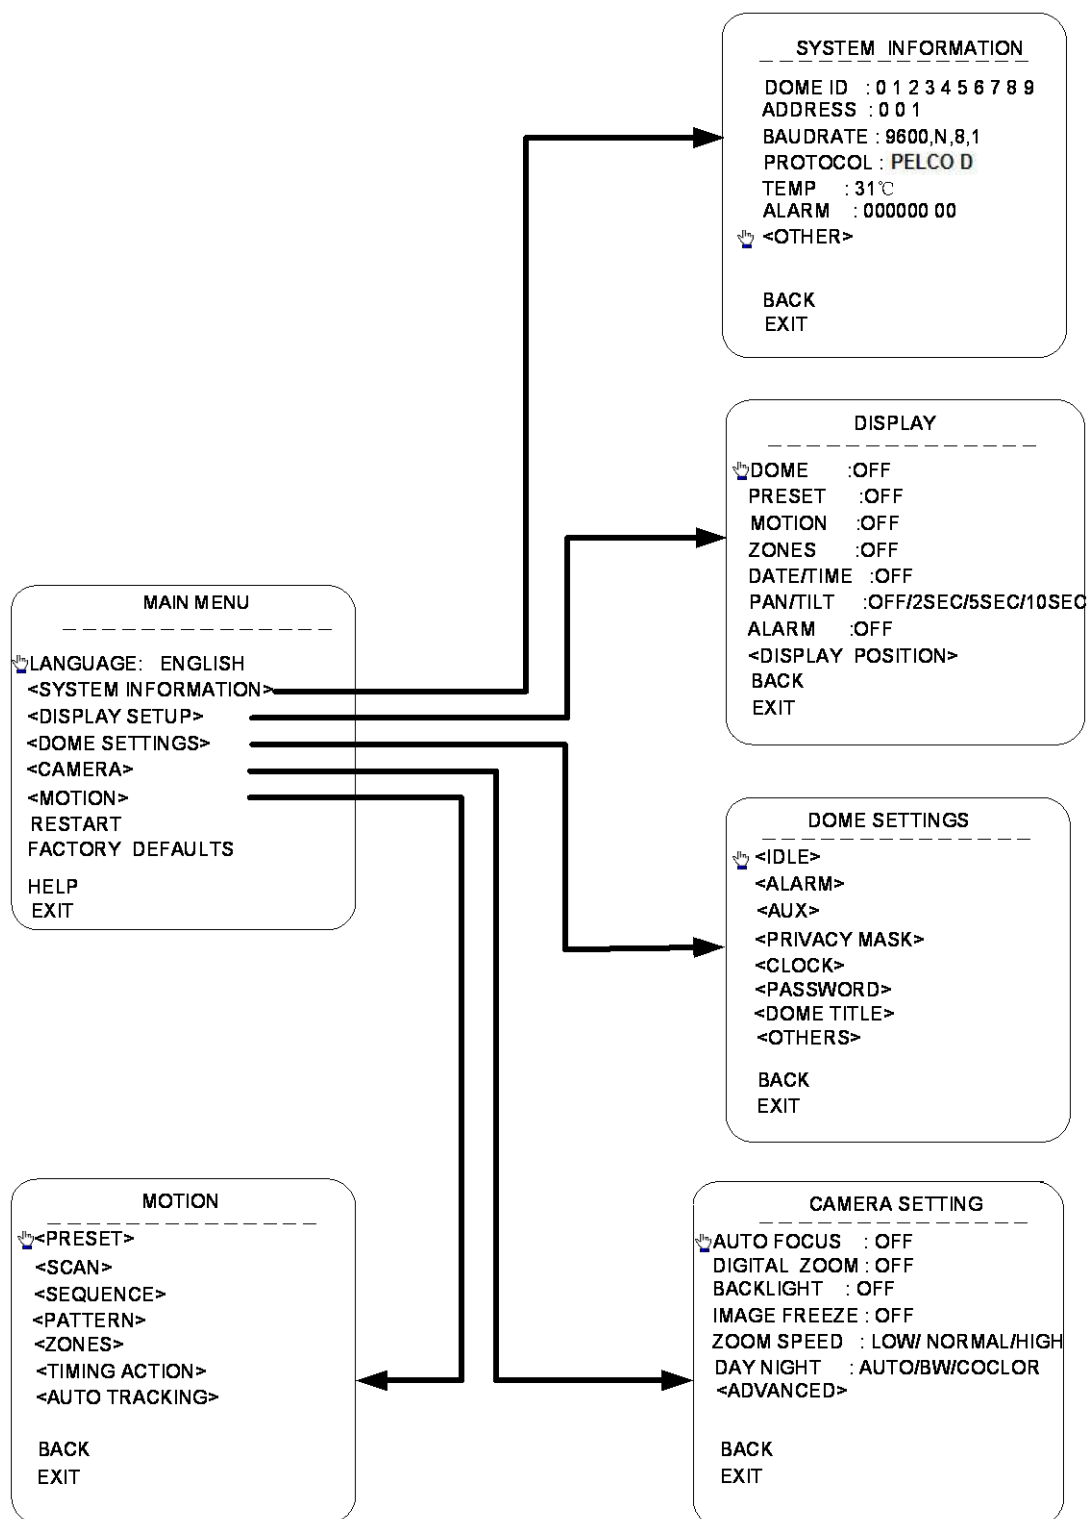 SYSTEM INFORMATION
DOME ID : 0 1 2 3 4 5 6 7 8 9
ADDRESS : 0 0 1
BAUDRATE : 9600,N,8,1
PROTOCOL : PELCO D
TEMP : 31℃
ALARM : 000000 00
<OTHER>
BACK
EXIT
DISPLAY
DOME :OFF
PRESET :OFF
MOTION :OFF
ZONES :OFF
DATE/TIME :OFF
PAN/TILT :OFF/2SEC/5SEC/10SEC
ALARM :OFF
<DISPLAY POSITION>
BACK
EXIT
MAIN MENU
LANGUAGE: ENGLISH
<SYSTEM INFORMATION>
<DISPLAY SETUP>
<DOME SETTINGS>
<CAMERA>
<MOTION>
RESTART
FACTORY DEFAULTS
HELP
EXIT
DOME SETTINGS
<IDLE>
<ALARM>
<AUX>
<PRIVACY MASK>
<CLOCK>
<PASSWORD>
<DOME TITLE>
<OTHERS>
BACK
EXIT
MOTION
<PRESET>
<SCAN>
<SEQUENCE>
<PATTERN>
<ZONES>
<TIMING ACTION>
<AUTO TRACKING>
BACK
EXIT
CAMERA SETTING
AUTO FOCUS : OFF
DIGITAL ZOOM : OFF
BACKLIGHT : OFF
IMAGE FREEZE : OFF
ZOOM SPEED : LOW/ NORMAL/HIGH
DAY NIGHT : AUTO/BW/COCLOR
<ADVANCED>
BACK
EXIT